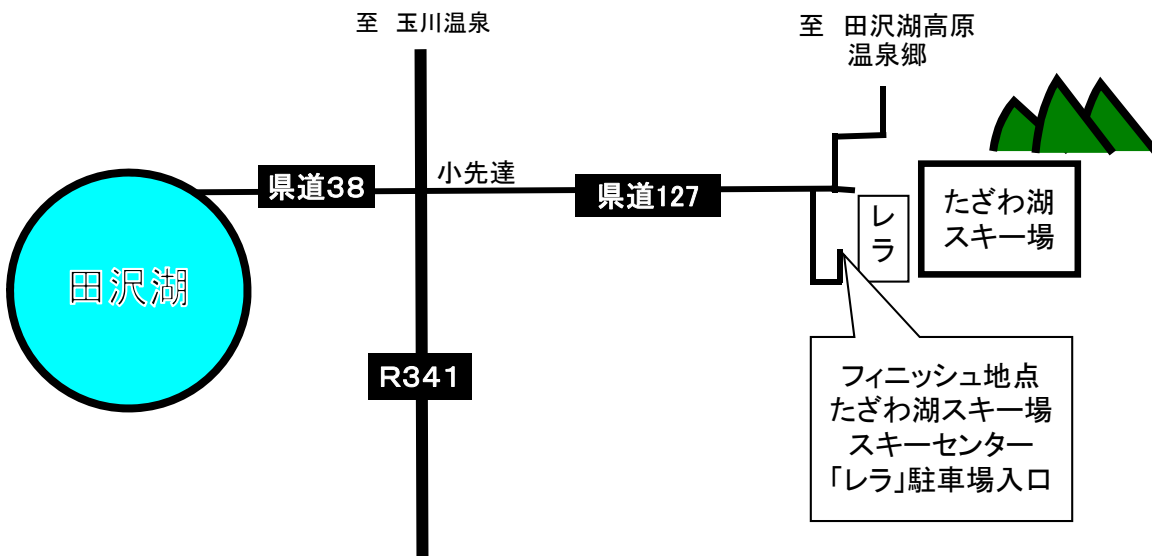 至 玉川温泉
至 田沢湖高原
温泉郷
県道38
小先達
県道127
レ
ラ
たざわ湖
スキー場
田沢湖
R341
フィニッシュ地点
たざわ湖スキー場
スキーセンター
「レラ」駐車場入口